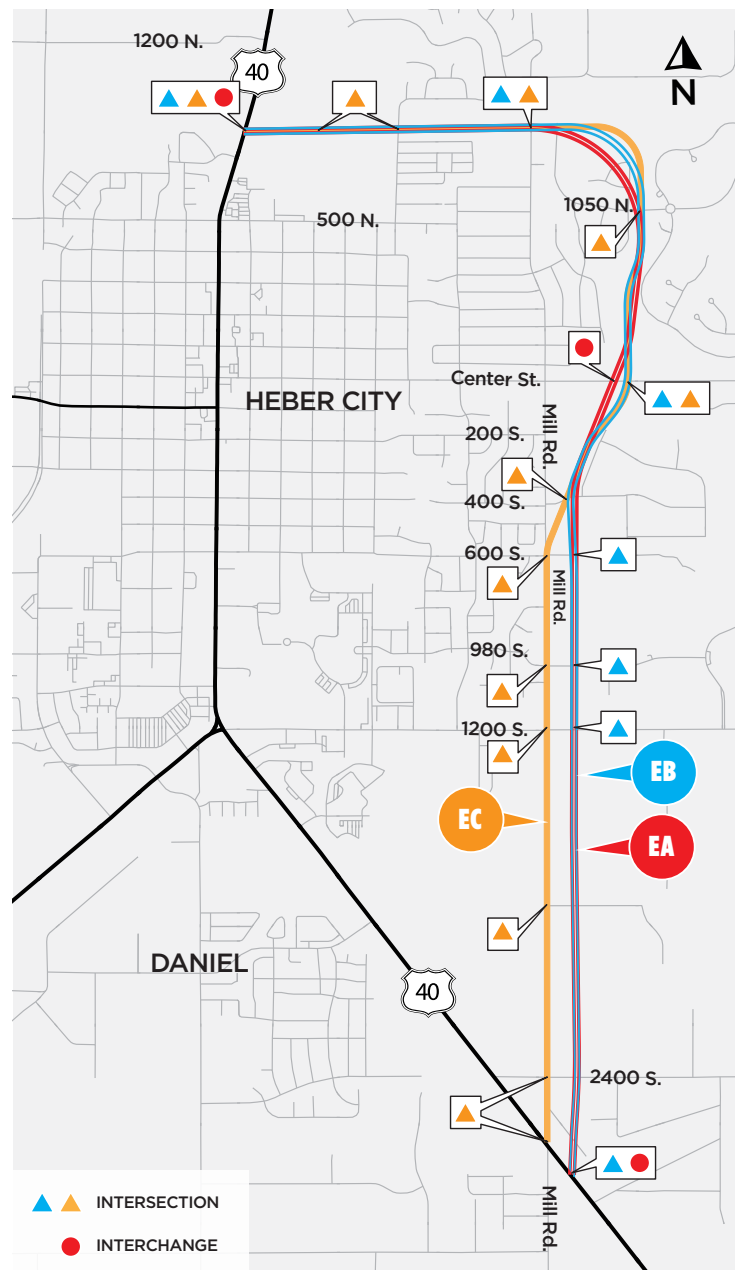 1200 N.
40
N
1050 N.
500 N.
Center St.
HEBER CITY
Mill Rd.
200 S.
400 S.
600 S.
Mill Rd.
980 S.
1200 S.
EB
EC
EA
DANIEL
40
2400 S.
Mill Rd.
INTERSECTION
INTERCHANGE